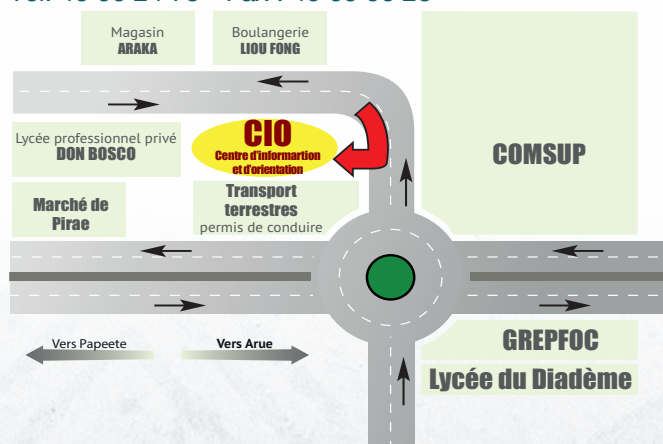 Magasin
ARAKA
Boulangerie
LIOU FONG
Lycée professionnel privé
DON BOSCO
CIO
Centre d'informartion
et d'orientation
COMSUP
Marché de
Pirae
Transport
terrestres
permis de conduire
Vers Papeete
Vers Arue
GREPFOC
Lycée du Diadème